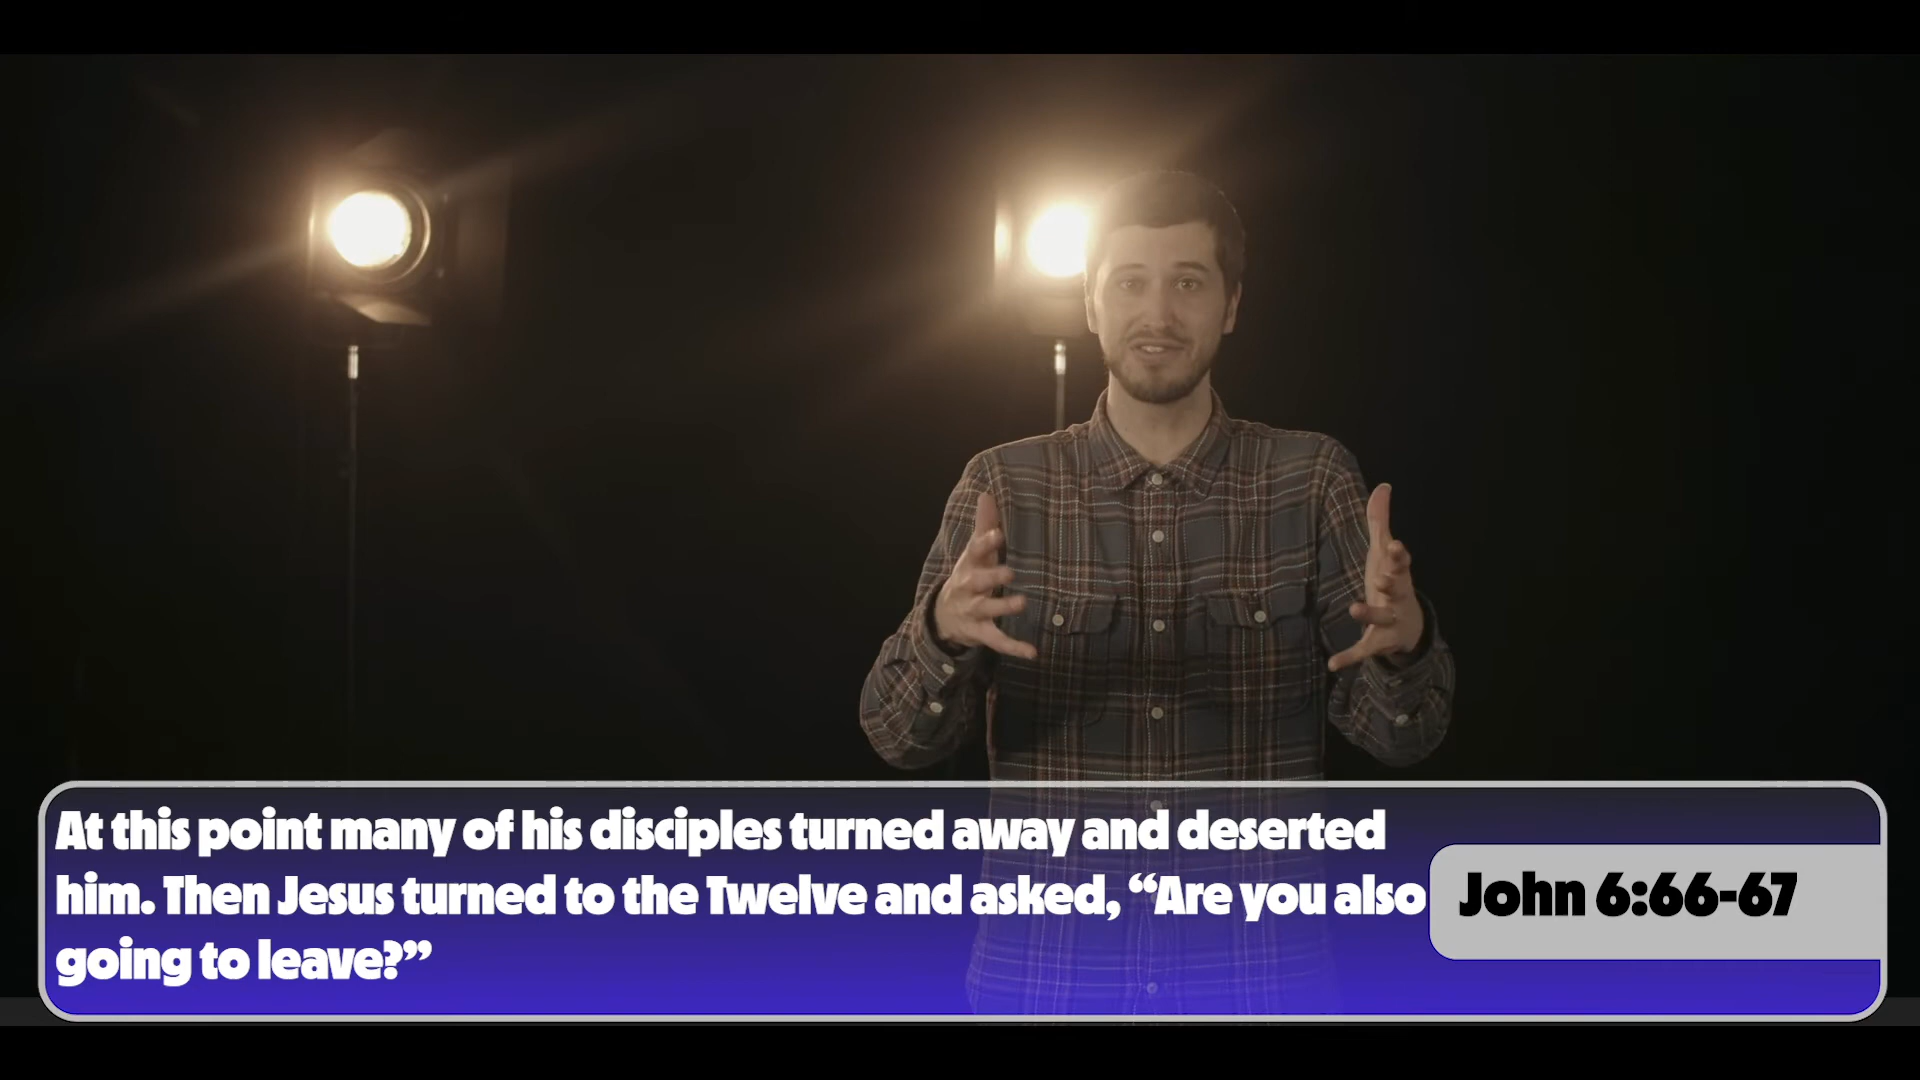 At this point many of his disciples turned away and deserted
him. Then Jesus turned to the Twelve and asked, “Are you also
going to leave?”
John 6:66-67